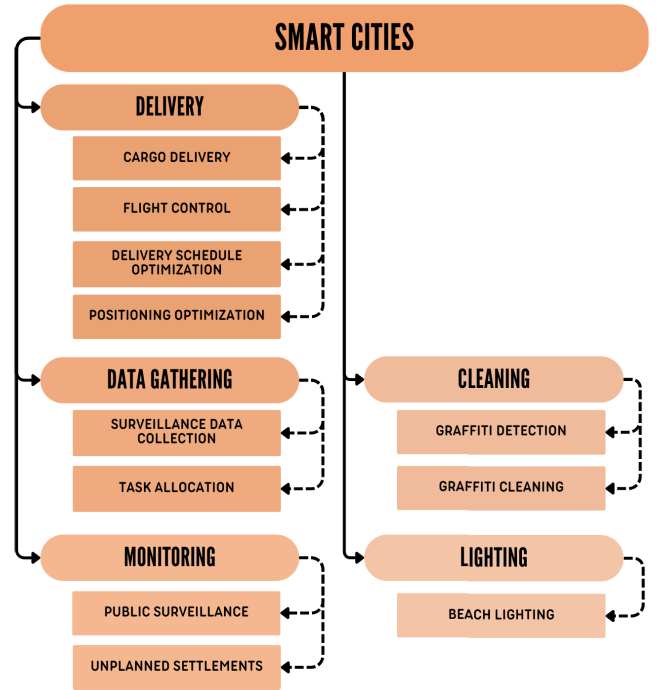 SMART CITIES
DELIVERY
CARGO DELIVERY
FLIGHT CONTROL
DELIVERY SCHEDULE
OPTIMIZATION
POSITIONING OPTIMIZATION
DATA GATHERING
SURVEILLANCE DATA
COLLECTION
TASK ALLOCATION
MONITORING
PUBLIC SURVEILLANCE
UNPLANNED SETTLEMENTS
CLEANING
GRAFFITI DETECTION
GRAFFITI CLEANING
LIGHTING
BEACH LIGHTING